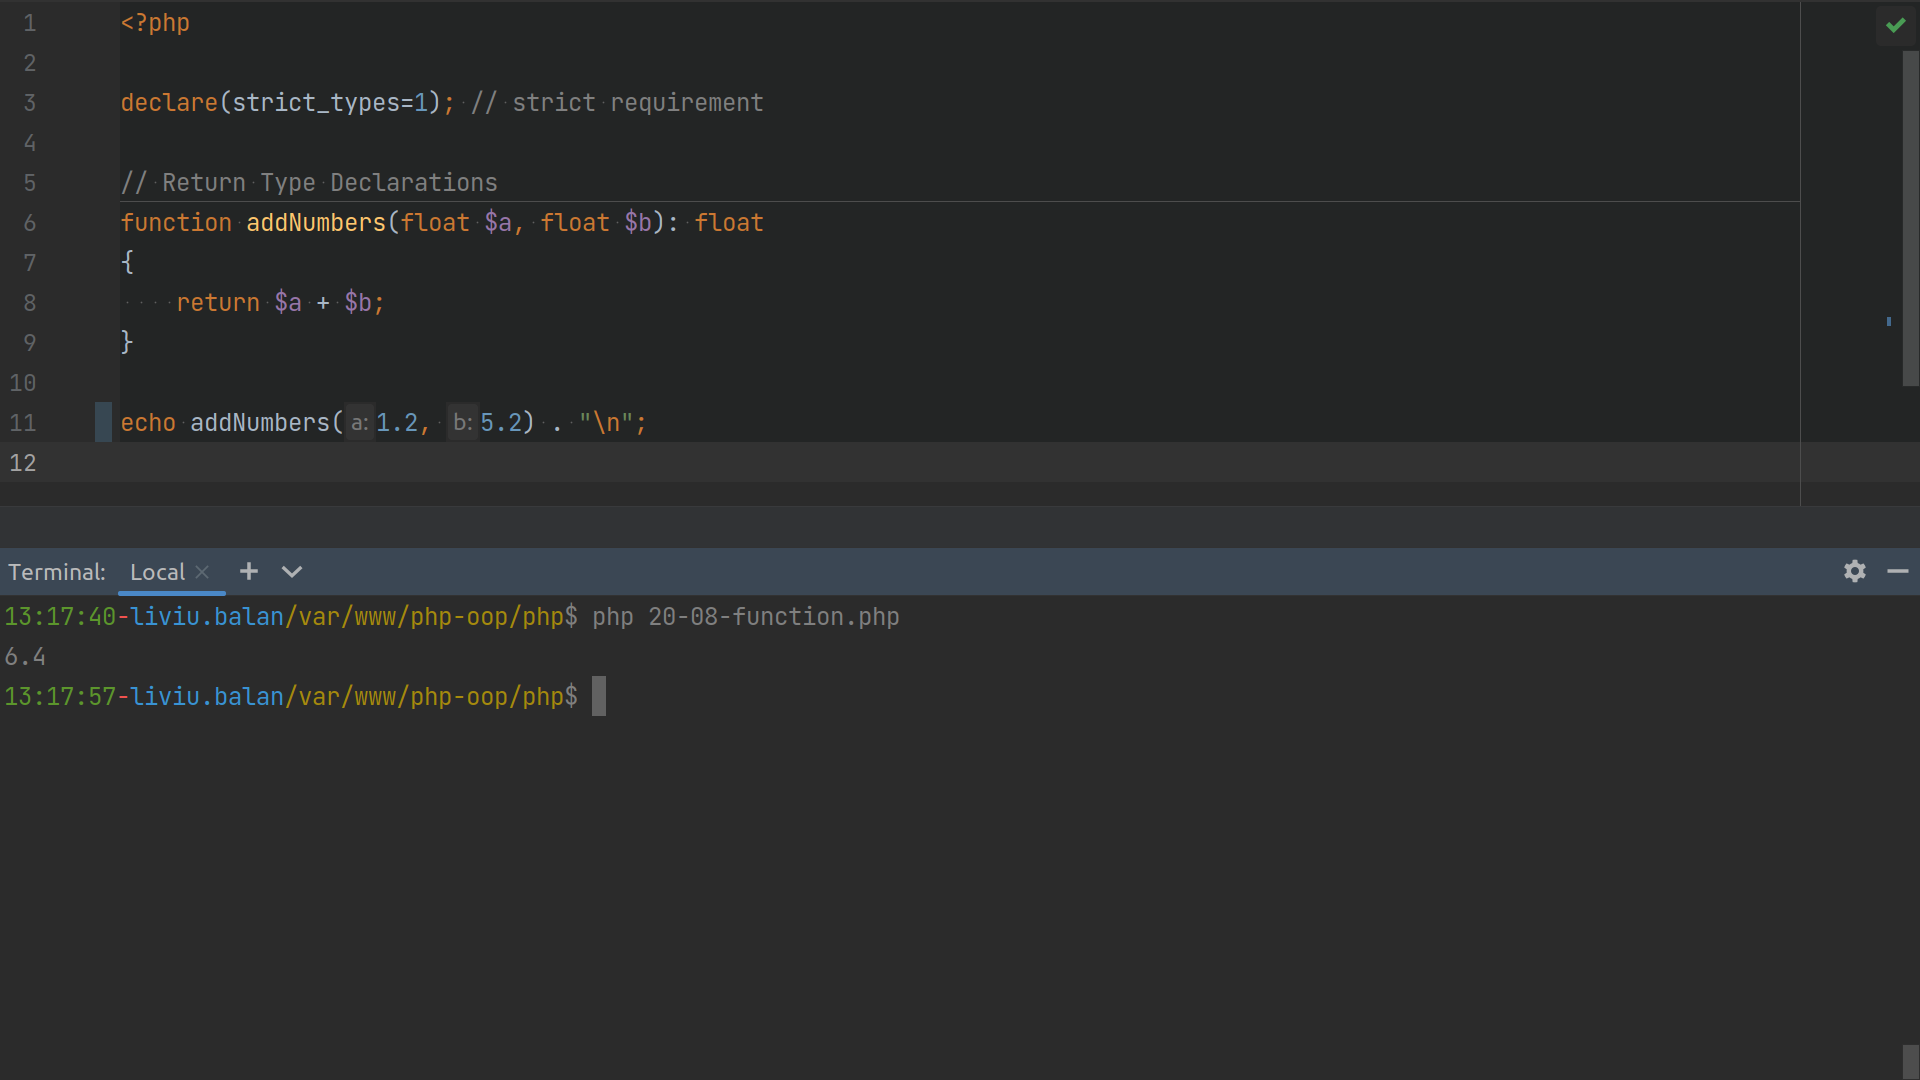 1 <?php
2
3 declare(strict_types=1); // strict requirement
4
5 // Return Type Declarations
6 function addNumbers(float $a, float $b): float
7 {
8     return $a + $b;
9 }
10
11 echo addNumbers( a: 1.2, b: 5.2) . "\n";
12
Terminal: Local
13:17:40-liviu.balan/var/www/php-oop/php$ php 20-08-function.php
6.4
13:17:57-liviu.balan/var/www/php-oop/php$